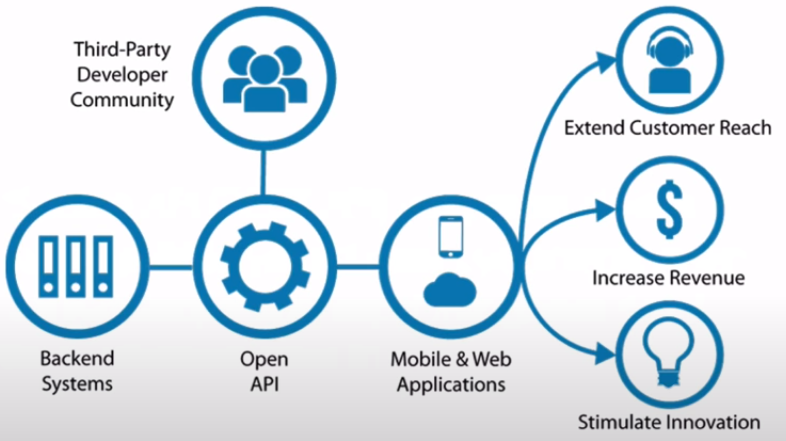 Third-Party
Developer
Community
Extend Customer Reach
$
Increase Revenue
Backend
Systems
Open
API
Mobile & Web
Applications
Stimulate Innovation